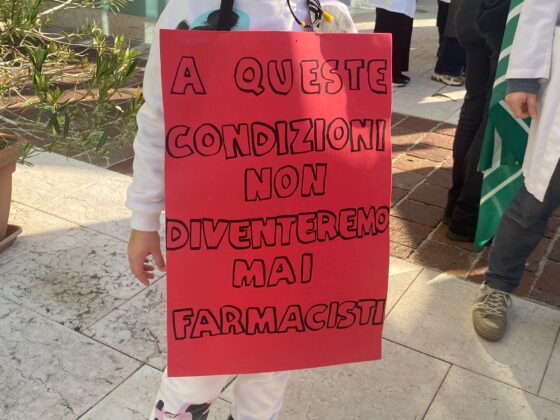 A QUESTE
CONDIZIONI
NON
DIVENTEREMO
MAI
FARMACISTI